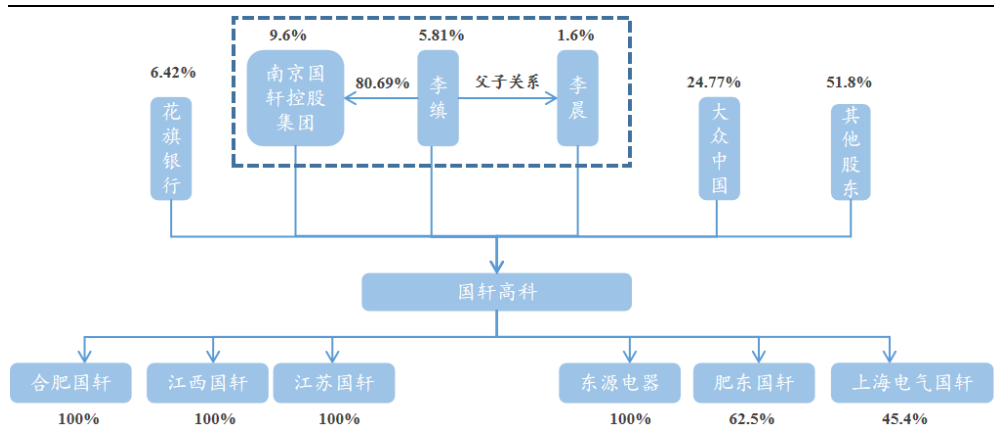 9.6%
5.81%
1.6%
6.42%
南京国
轩控股
集团
80.69%
李
缜
父子关系
李
晨
24.77%
51.8%
花
旗
银
行
大
众
中
国
其
他
股
东
国轩高科
合肥国轩
江西国轩
江苏国轩
东源电器
肥东国轩
上海电气国轩
100%
100%
100%
100%
62.5%
45.4%